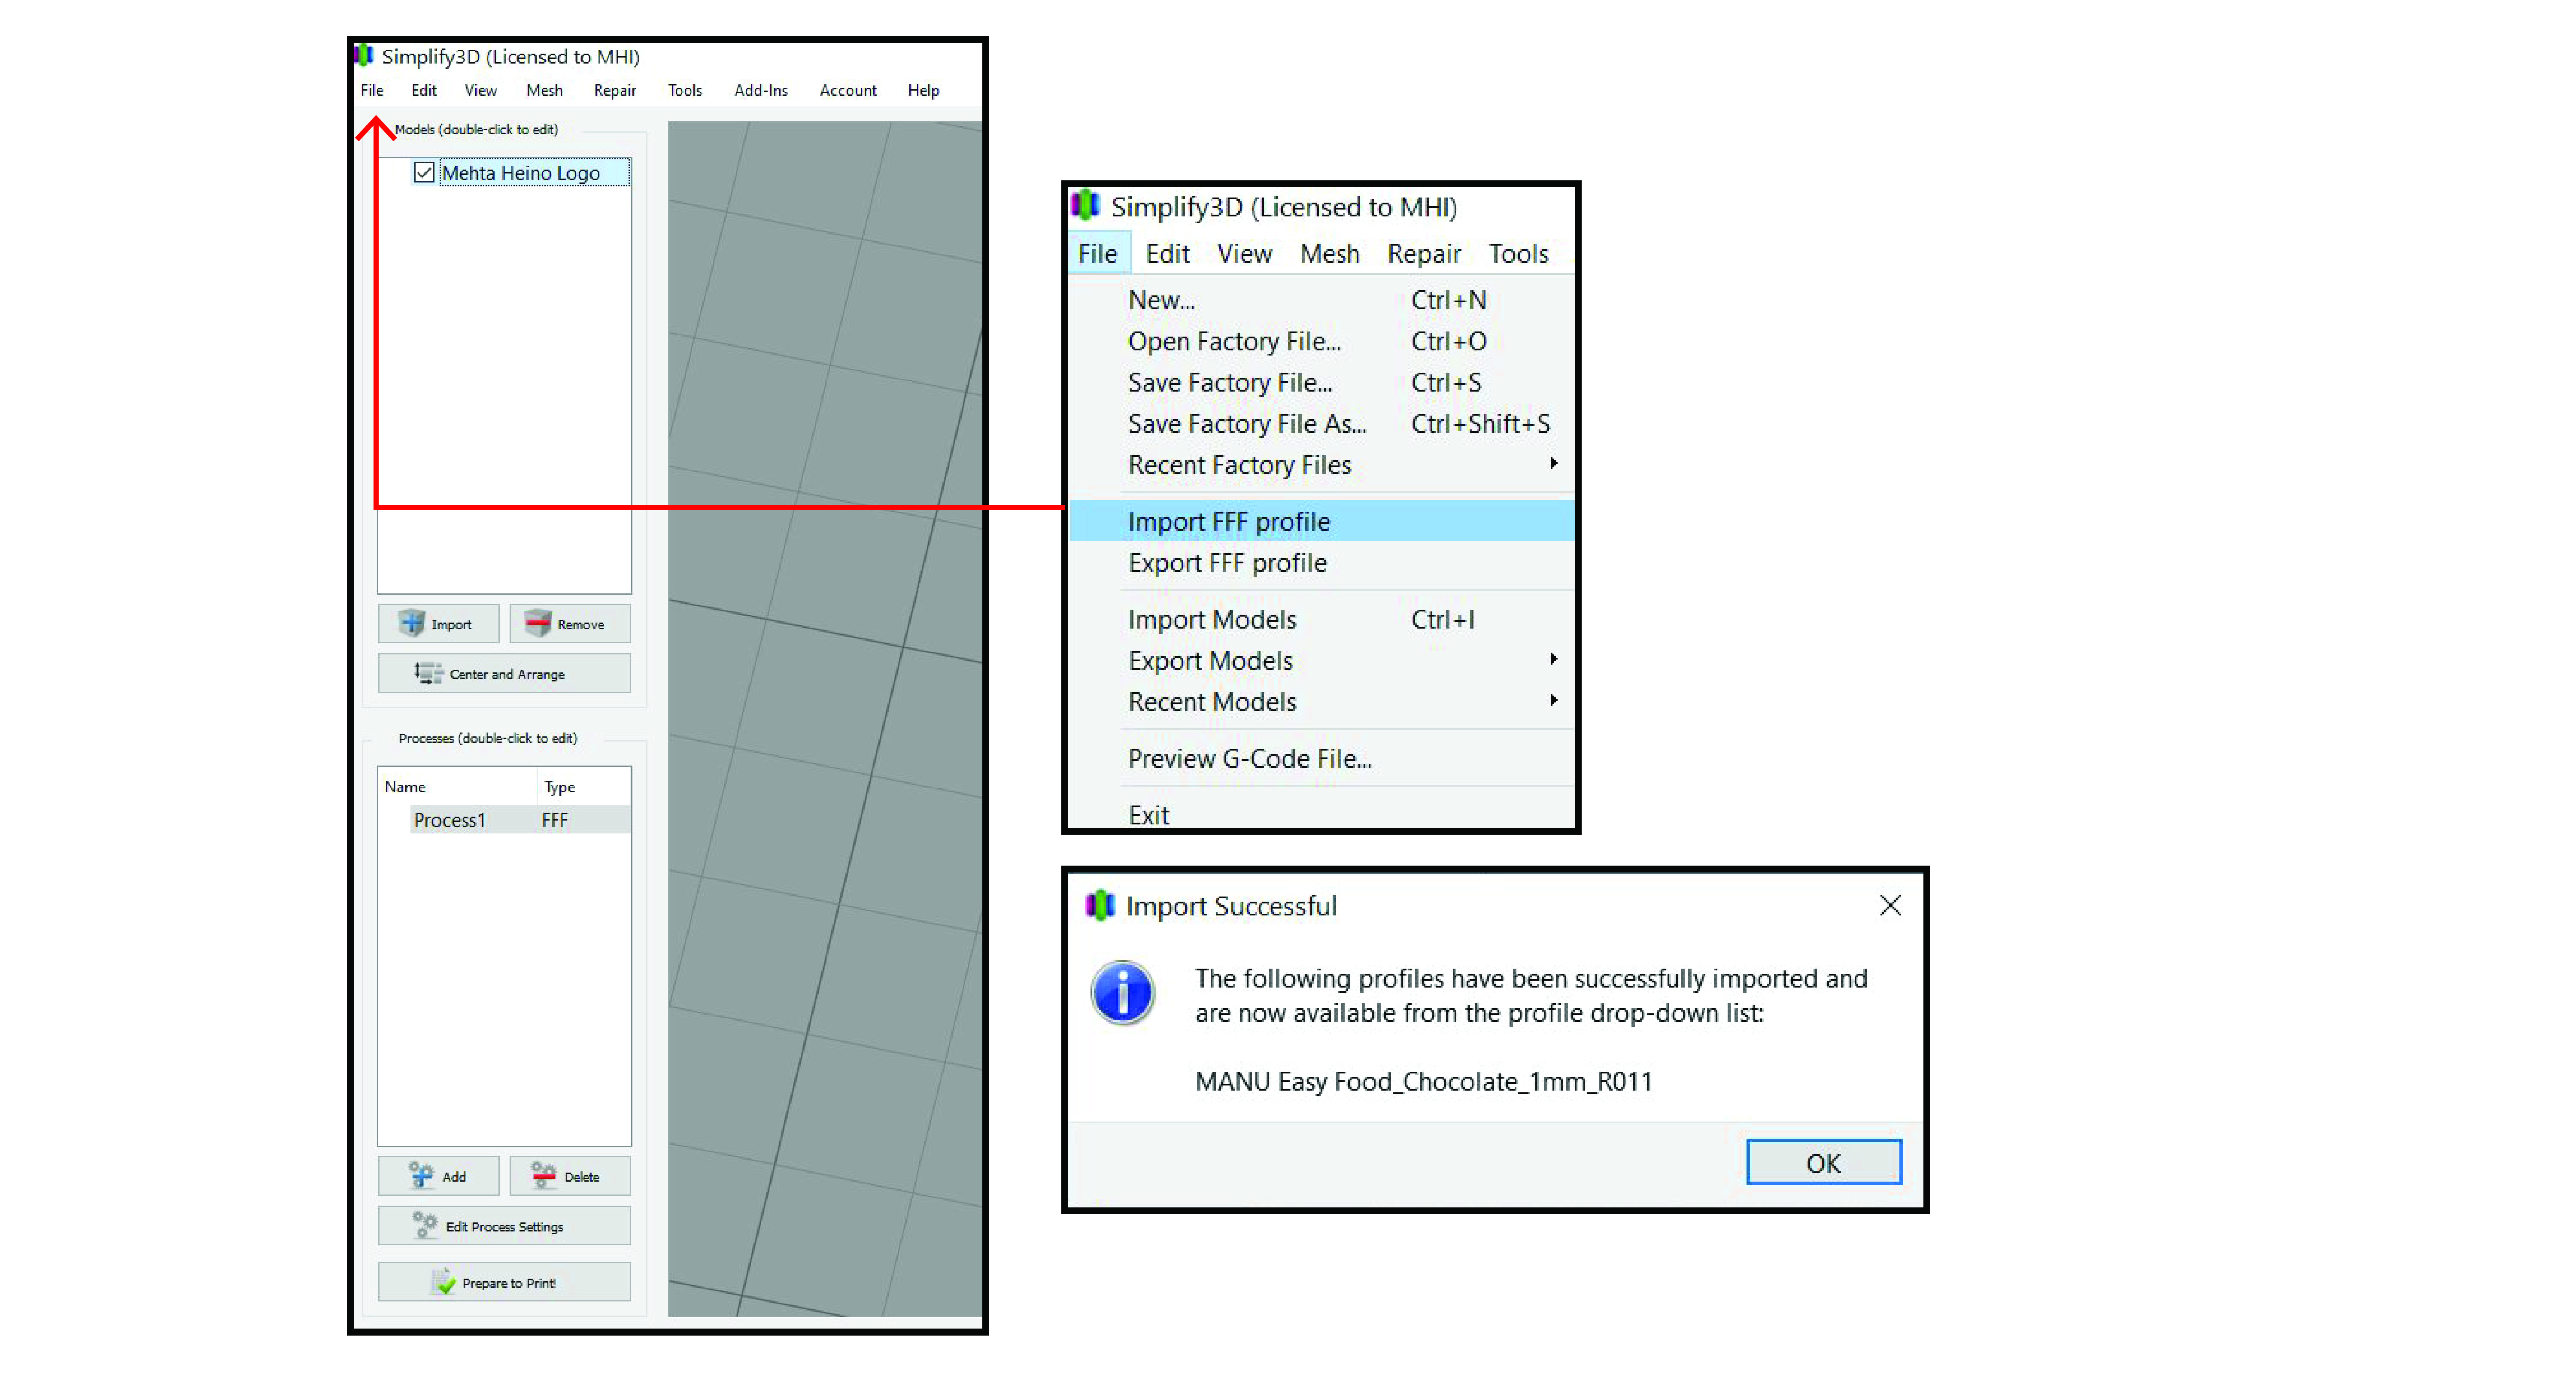 Simplify3D (Licensed to MHI)
File Edit View Mesh Repair Tools Add-Ins Account Help
Models (double-click to edit)
Mehta Heino Logo
Import Remove
Center and Arrange
Processes (double-click to edit)
Name Type
Process1 FFF
Add Delete
Edit Process Settings
Prepare to Print!
Simplify3D (Licensed to MHI)
File Edit View Mesh Repair Tools
New... Ctrl+N
Open Factory File... Ctrl+O
Save Factory File... Ctrl+S
Save Factory File As... Ctrl+Shift+S
Recent Factory Files
Import FFF profile
Export FFF profile
Import Models Ctrl+I
Export Models
Recent Models
Preview G-Code File...
Exit
Import Successful
The following profiles have been successfully imported and
are now available from the profile drop-down list:
MANU Easy Food_Chocolate_1mm_R011
OK